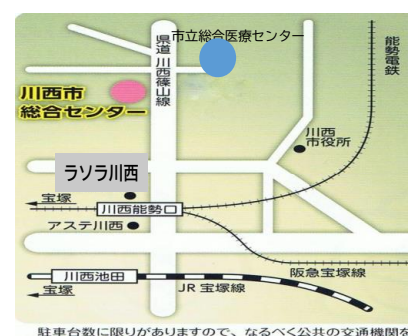 市立総合医療センター
県道川西篠山線
能勢電鉄
川西市
総合センター
川西
市役所
ラソラ川西
宝塚
川西能勢口
アステ川西
阪急宝塚線
川西池田
宝塚
JR 宝塚線
駐車台数に限りがありますので、なるべく公共の交通機関を